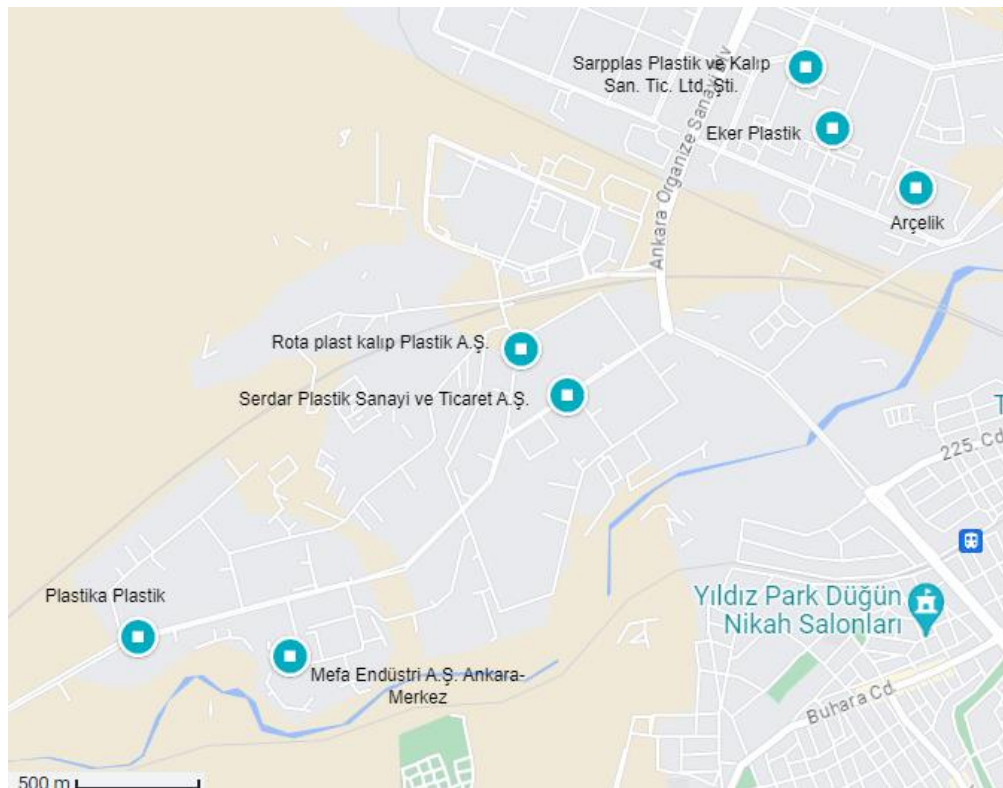 Sarpplas Plastik ve Kalıp
San. Tic. Ltd. Şti.
Eker Plastik
Arçelik
Ankara Organize Sanayi Blv
Rota plast kalıp Plastik A.Ş.
Serdar Plastik Sanayi ve Ticaret A.Ş.
T
225. Cd
Plastika Plastik
Yıldız Park Düğün
Nikah Salonları
Mefa Endüstri A.Ş. Ankara-
Merkez
Buhara Cd.
500 m